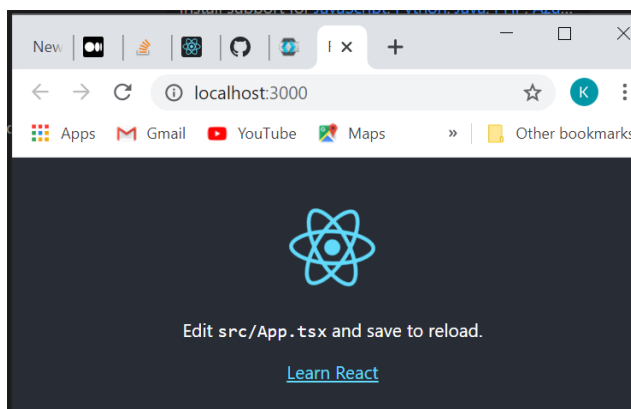 New
localhost:3000
K
Apps Gmail YouTube Maps » Other bookmarks
Edit src/App.tsx and save to reload.
Learn React